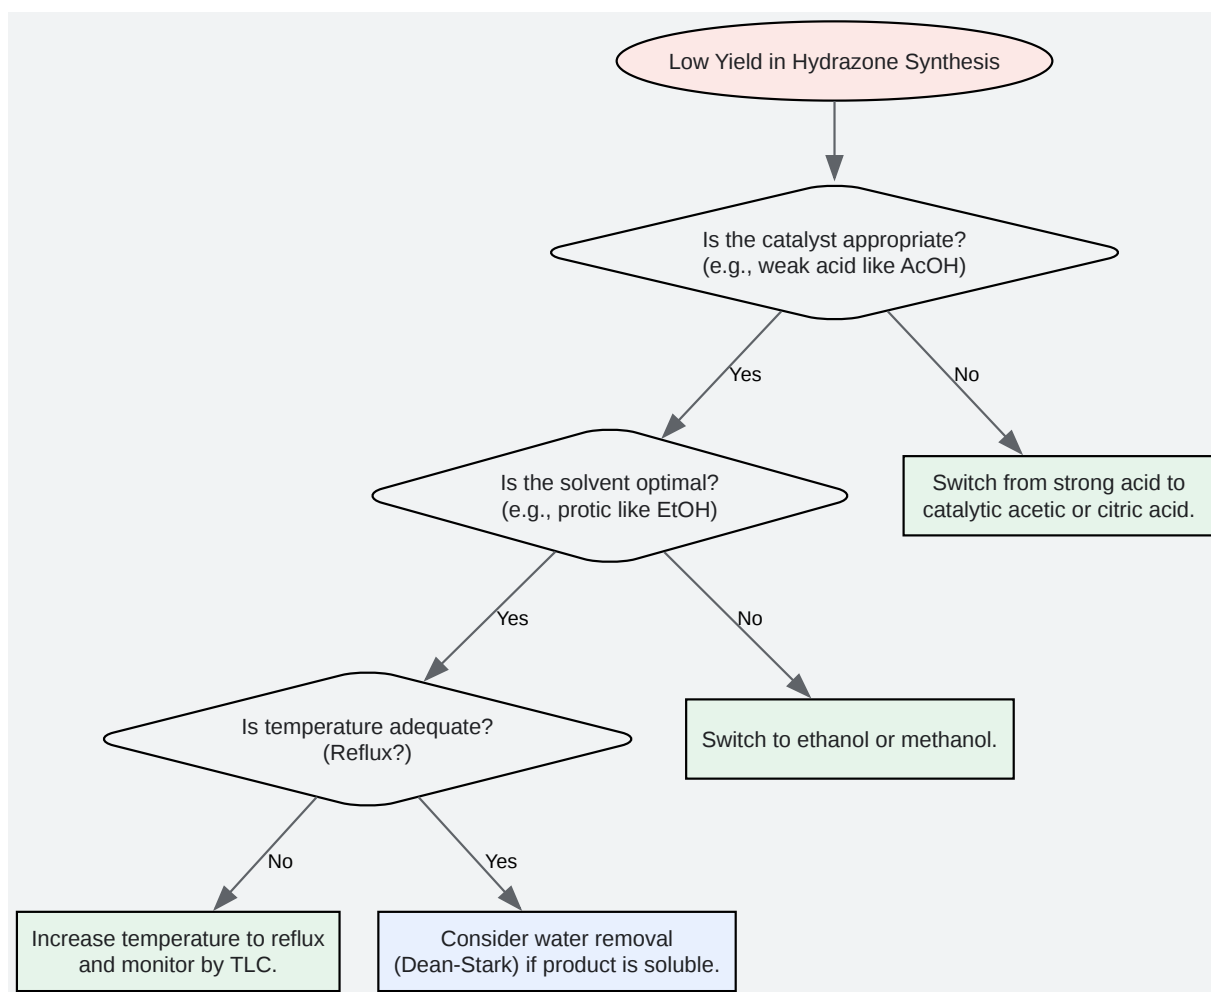 Low Yield in Hydrazone Synthesis
Is the catalyst appropriate?
(e.g., weak acid like AcOH)
Yes
No
Is the solvent optimal?
(e.g., protic like EtOH)
Switch from strong acid to
catalytic acetic or citric acid.
Yes
No
Is temperature adequate?
(Reflux?)
Switch to ethanol or methanol.
No
Yes
Increase temperature to reflux
and monitor by TLC.
Consider water removal
(Dean-Stark) if product is soluble.